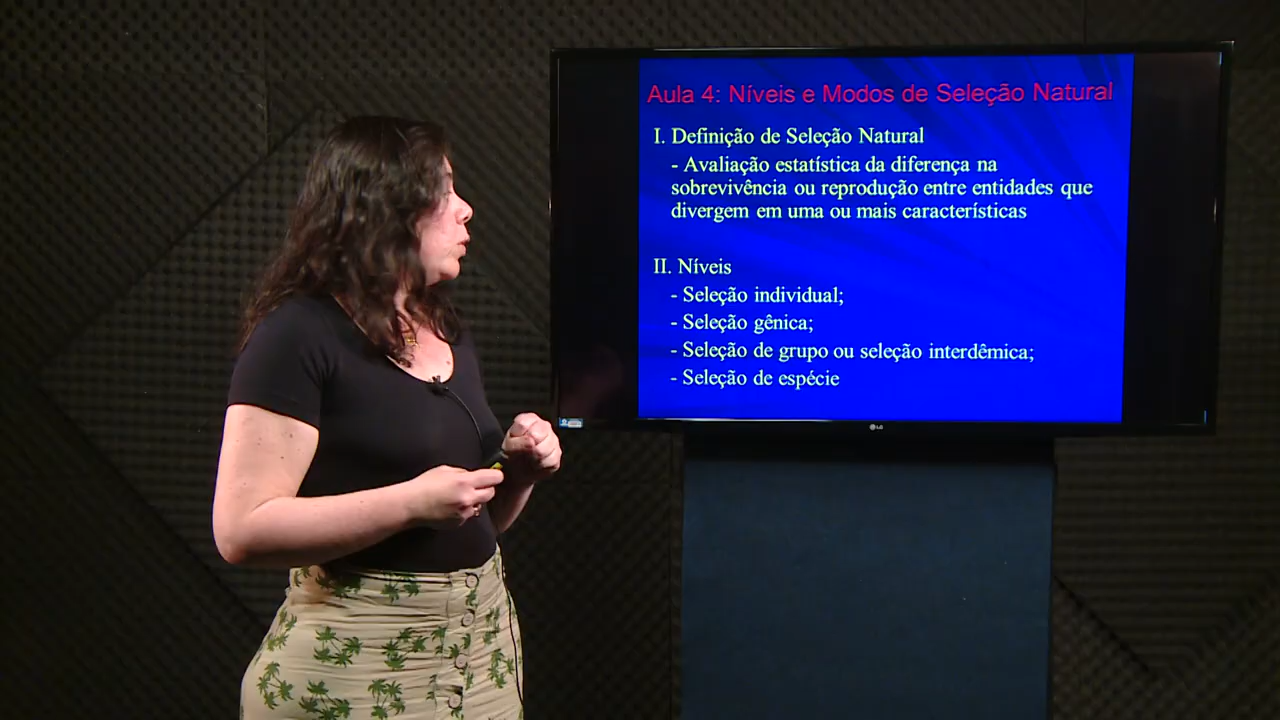 Aula 4: Níveis e Modos de Seleção Natural
I. Definição de Seleção Natural
- Avaliação estatística da diferença na
sobrevivência ou reprodução entre entidades que
divergem em uma ou mais características
II. Níveis
- Seleção individual;
- Seleção gênica;
- Seleção de grupo ou seleção interdêmica;
- Seleção de espécie
LG